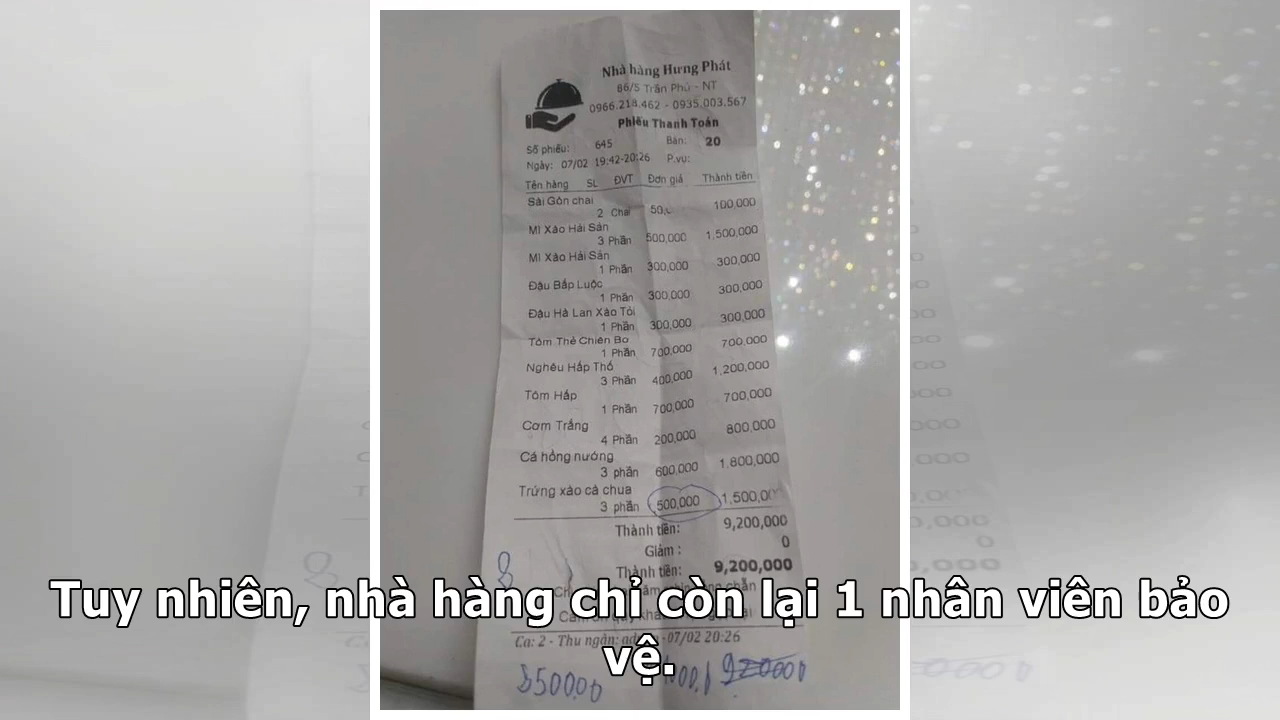 Nhà hàng Hưng Phát
86/5 Trần Phú - NT
0966.218.462 - 0935.003.567
Phiếu Thanh Toán
Số phiếu: 645 Bàn: 20
Ngày: 07/02 19:42-20:26 P.vụ:
Tên hàng SL ĐVT Đơn giá Thành tiền
Sài Gòn chai
2 Chai 100,000
Mì Xào Hải Sản
3 Phần 500,000 1,500,000
Mì Xào Hải Sản
1 Phần 300,000 300,000
Đậu Bắp Luộc
1 Phần 300,000 300,000
Đậu Hà Lan Xào Tỏi
1 Phần 300,000 300,000
Tôm Thẻ Chiên Bơ
1 Phần 700,000 700,000
Nghêu Hấp Thố
3 Phần 400,000 1,200,000
Tôm Hấp
1 Phần 700,000 700,000
Cơm Trắng
4 Phần 200,000 800,000
Cá hồng nướng
3 phần 600,000 1,800,000
Trứng xào cà chua
3 phần 500,000 1,500,00
Thành tiền: 9,200,000
Giảm : 0
Thành tiền: 9,200,000
Tuy nhiên, nhà hàng chỉ còn lại 1 nhân viên bảo
vệ.
Ca: 2 - Thu ngân: 07/02 20:26